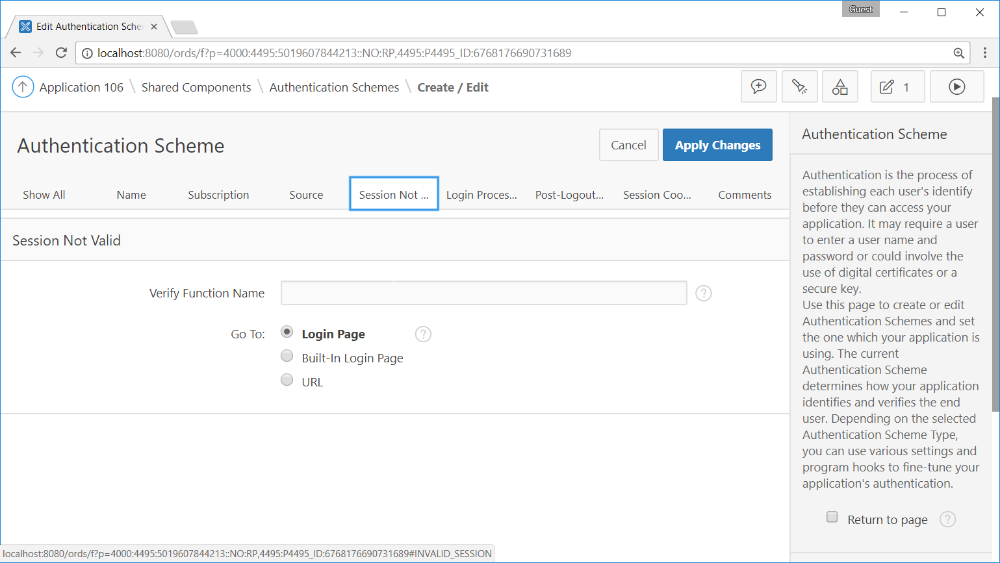 Guest
Edit Authentication Sche
localhost:8080/ords/f?p=4000:4495:5019607844213::NO:RP,4495:P4495_ID:6768176690731689
Application 106 \ Shared Components \ Authentication Schemes \ Create / Edit
1
Authentication Scheme
Cancel
Apply Changes
Show All
Name
Subscription
Source
Session Not ...
Login Proces...
Post-Logout...
Session Coo...
Comments
Session Not Valid
Verify Function Name
?
Go To:
Login Page
?
Built-In Login Page
URL
Authentication Scheme
Authentication is the process of
establishing each user's identify
before they can access your
application. It may require a user
to enter a user name and
password or could involve the
use of digital certificates or a
secure key.
Use this page to create or edit
Authentication Schemes and set
the one which your application is
using. The current
Authentication Scheme
determines how your application
identifies and verifies the end
user. Depending on the selected
Authentication Scheme Type,
you can use various settings and
program hooks to fine-tune your
application's authentication.
Return to page
?
localhost:8080/ords/f?p=4000:4495:5019607844213::NO:RP,4495:P4495_ID:6768176690731689#INVALID_SESSION